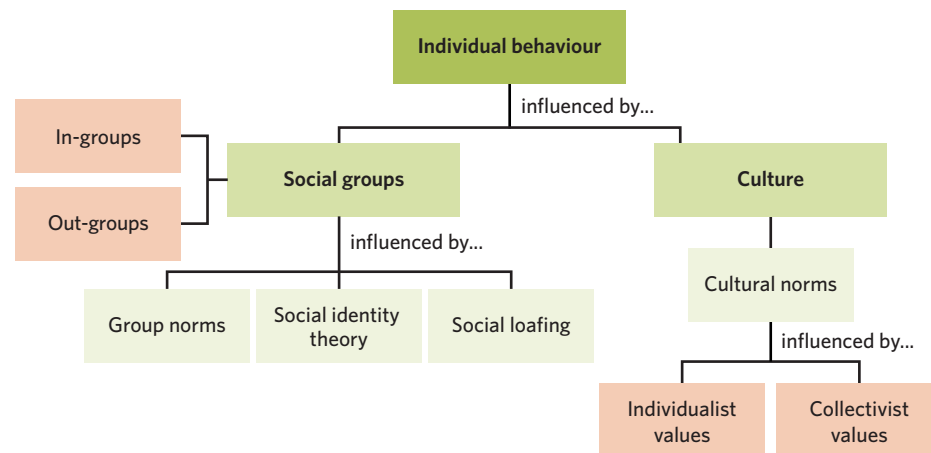 Individual behaviour
influenced by...
In-groups
Out-groups
Social groups
Culture
influenced by...
Group norms
Social identity
theory
Social loafing
Cultural norms
influenced by...
Individualist
values
Collectivist
values